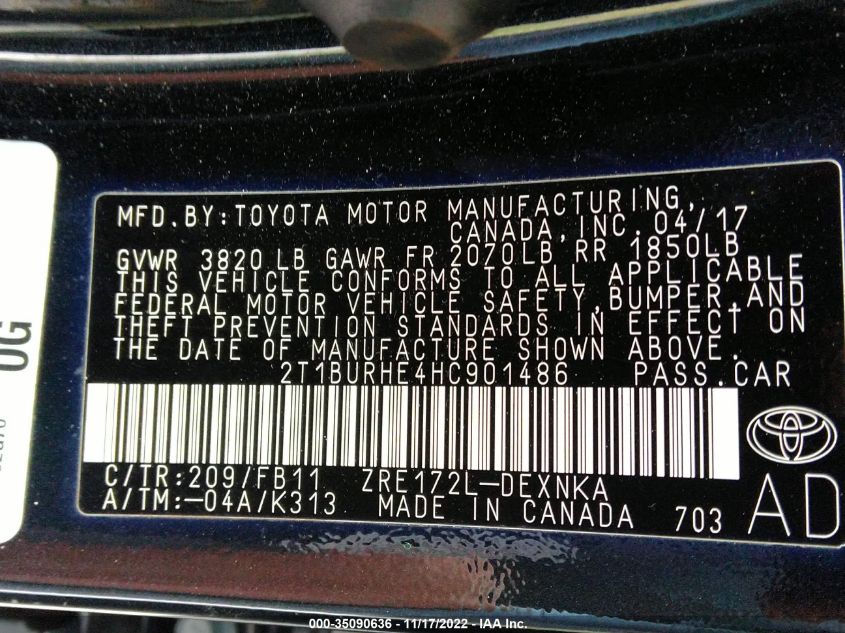 MFD.BY:TOYOTA MOTOR MANUFACTURING,
CANADA,INC. 04/17
GVWR 3820 LB GAWR FR 2070LB RR 1850LB
THIS VEHICLE CONFORMS TO ALL APPLICABLE
FEDERAL MOTOR VEHICLE SAFETY,BUMPER,AND
THEFT PREVENTION STANDARDS IN EFFECT ON
THE DATE OF MANUFACTURE SHOWN ABOVE.
2T1BURHE4HC901486 PASS.CAR
C/TR:209/FB11 ZRE172L-DEXNKA
A/TM:-04A/K313 MADE IN CANADA 703
AD
OG
000-35090636 - 11/17/2022 - IAA Inc.